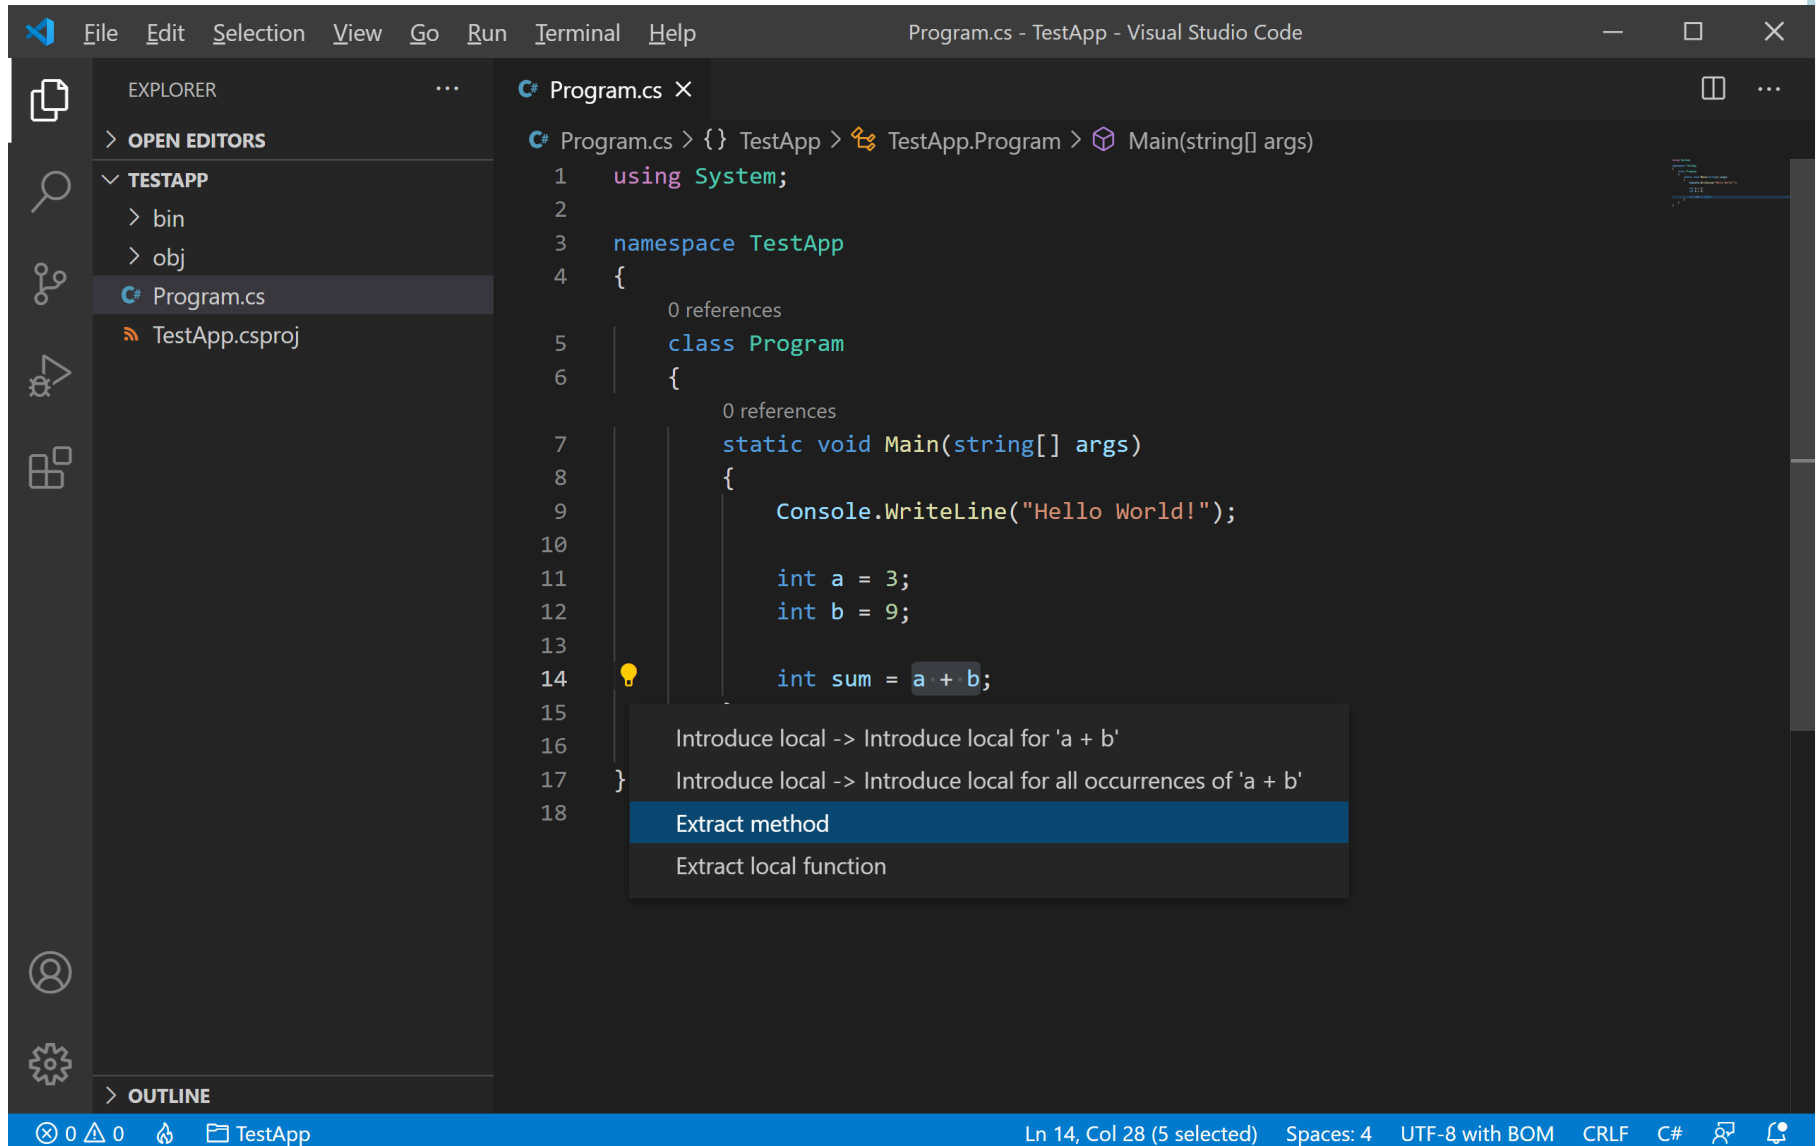 File Edit Selection View Go Run Terminal Help Program.cs - TestApp - Visual Studio Code
EXPLORER
OPEN EDITORS
TESTAPP
bin
obj
C# Program.cs
TestApp.csproj
OUTLINE
C# Program.cs
C# Program.cs > {} TestApp > TestApp.Program > Main(string[] args)
1 using System;
2
3 namespace TestApp
4 {
0 references
5 class Program
6 {
0 references
7 static void Main(string[] args)
8 {
9 Console.WriteLine("Hello World!");
10
11 int a = 3;
12 int b = 9;
13
14 int sum = a + b;
15
16
17 }
18
Introduce local -> Introduce local for 'a + b'
Introduce local -> Introduce local for all occurrences of 'a + b'
Extract method
Extract local function
0 0 TestApp Ln 14, Col 28 (5 selected) Spaces: 4 UTF-8 with BOM CRLF C#